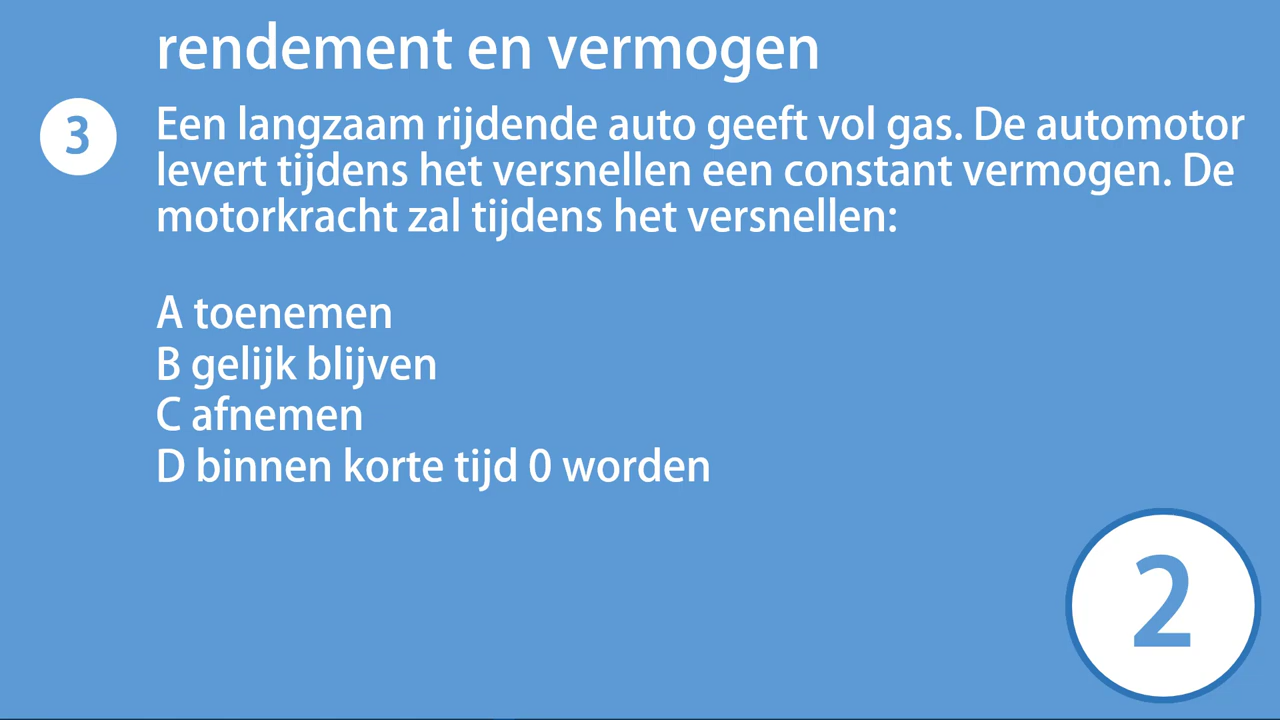 rendement en vermogen
3
Een langzaam rijdende auto geeft vol gas. De automotor
levert tijdens het versnellen een constant vermogen. De
motorkracht zal tijdens het versnellen:
A toenemen
B gelijk blijven
C afnemen
D binnen korte tijd 0 worden
2